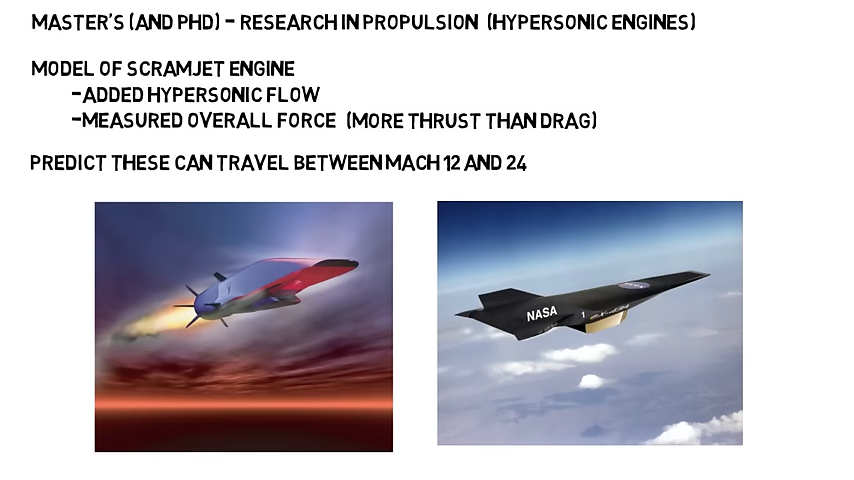 MASTER'S (AND PHD) - RESEARCH IN PROPULSION (HYPERSONIC ENGINES)
MODEL OF SCRAMJET ENGINE
-ADDED HYPERSONIC FLOW
-MEASURED OVERALL FORCE (MORE THRUST THAN DRAG)
PREDICT THESE CAN TRAVEL BETWEEN MACH 12 AND 24
NASA 1